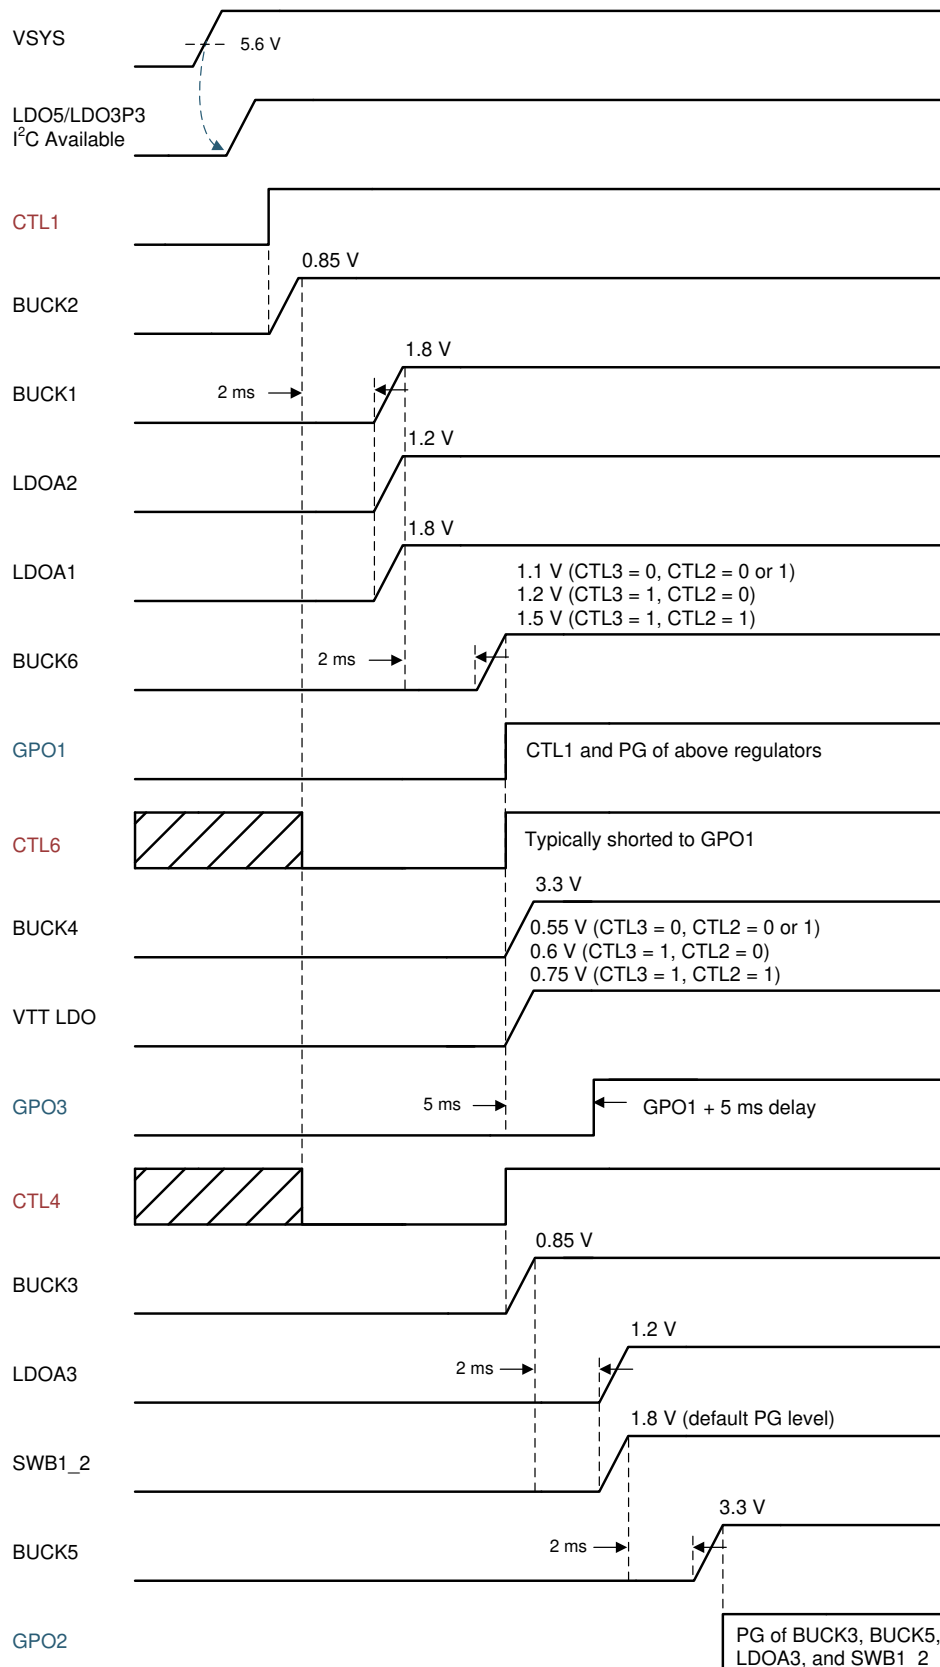 VSYS
5.6 V
LDO5/LDO3P3
I²C Available
CTL1
0.85 V
BUCK2
1.8 V
BUCK1
2 ms
1.2 V
LDOA2
1.8 V
LDOA1
1.1 V (CTL3 = 0, CTL2 = 0 or 1)
1.2 V (CTL3 = 1, CTL2 = 0)
1.5 V (CTL3 = 1, CTL2 = 1)
BUCK6
2 ms
GPO1
CTL1 and PG of above regulators
CTL6
Typically shorted to GPO1
3.3 V
BUCK4
0.55 V (CTL3 = 0, CTL2 = 0 or 1)
0.6 V (CTL3 = 1, CTL2 = 0)
0.75 V (CTL3 = 1, CTL2 = 1)
VTT LDO
GPO3
5 ms
GPO1 + 5 ms delay
CTL4
0.85 V
BUCK3
1.2 V
LDOA3
2 ms
1.8 V (default PG level)
SWB1_2
3.3 V
BUCK5
2 ms
GPO2
PG of BUCK3, BUCK5,
LDOA3, and SWB1_2